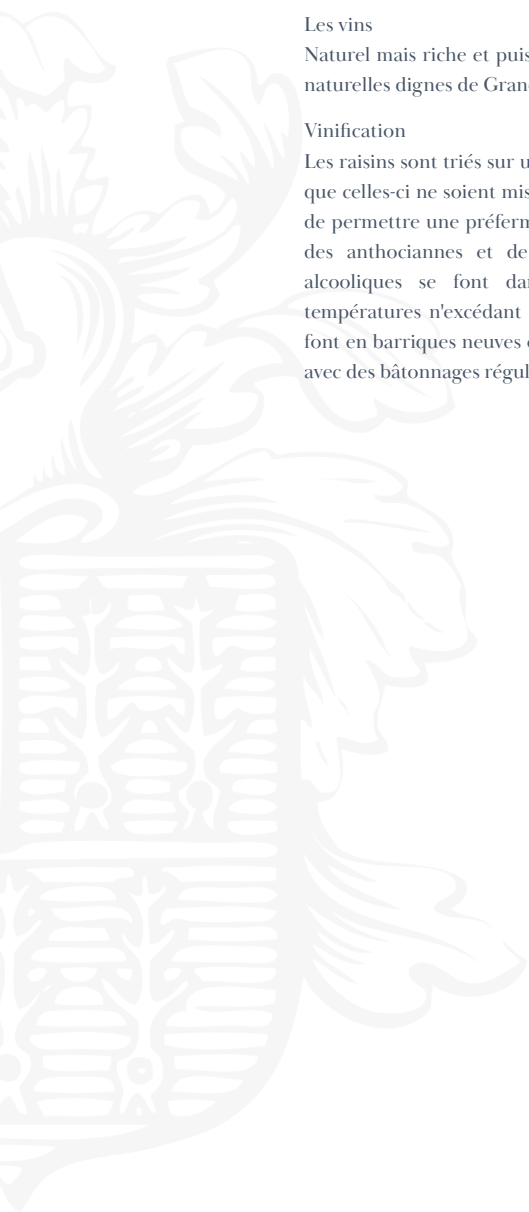 Les vins
Naturel mais riche et puis
naturelles dignes de Gran
Vinification
Les raisins sont triés sur u
que celles-ci ne soient mis
de permettre une préferm
des anthociannes et de
alcooliques se font da
températures n'excédant
font en barriques neuves
avec des bâtonnages régul